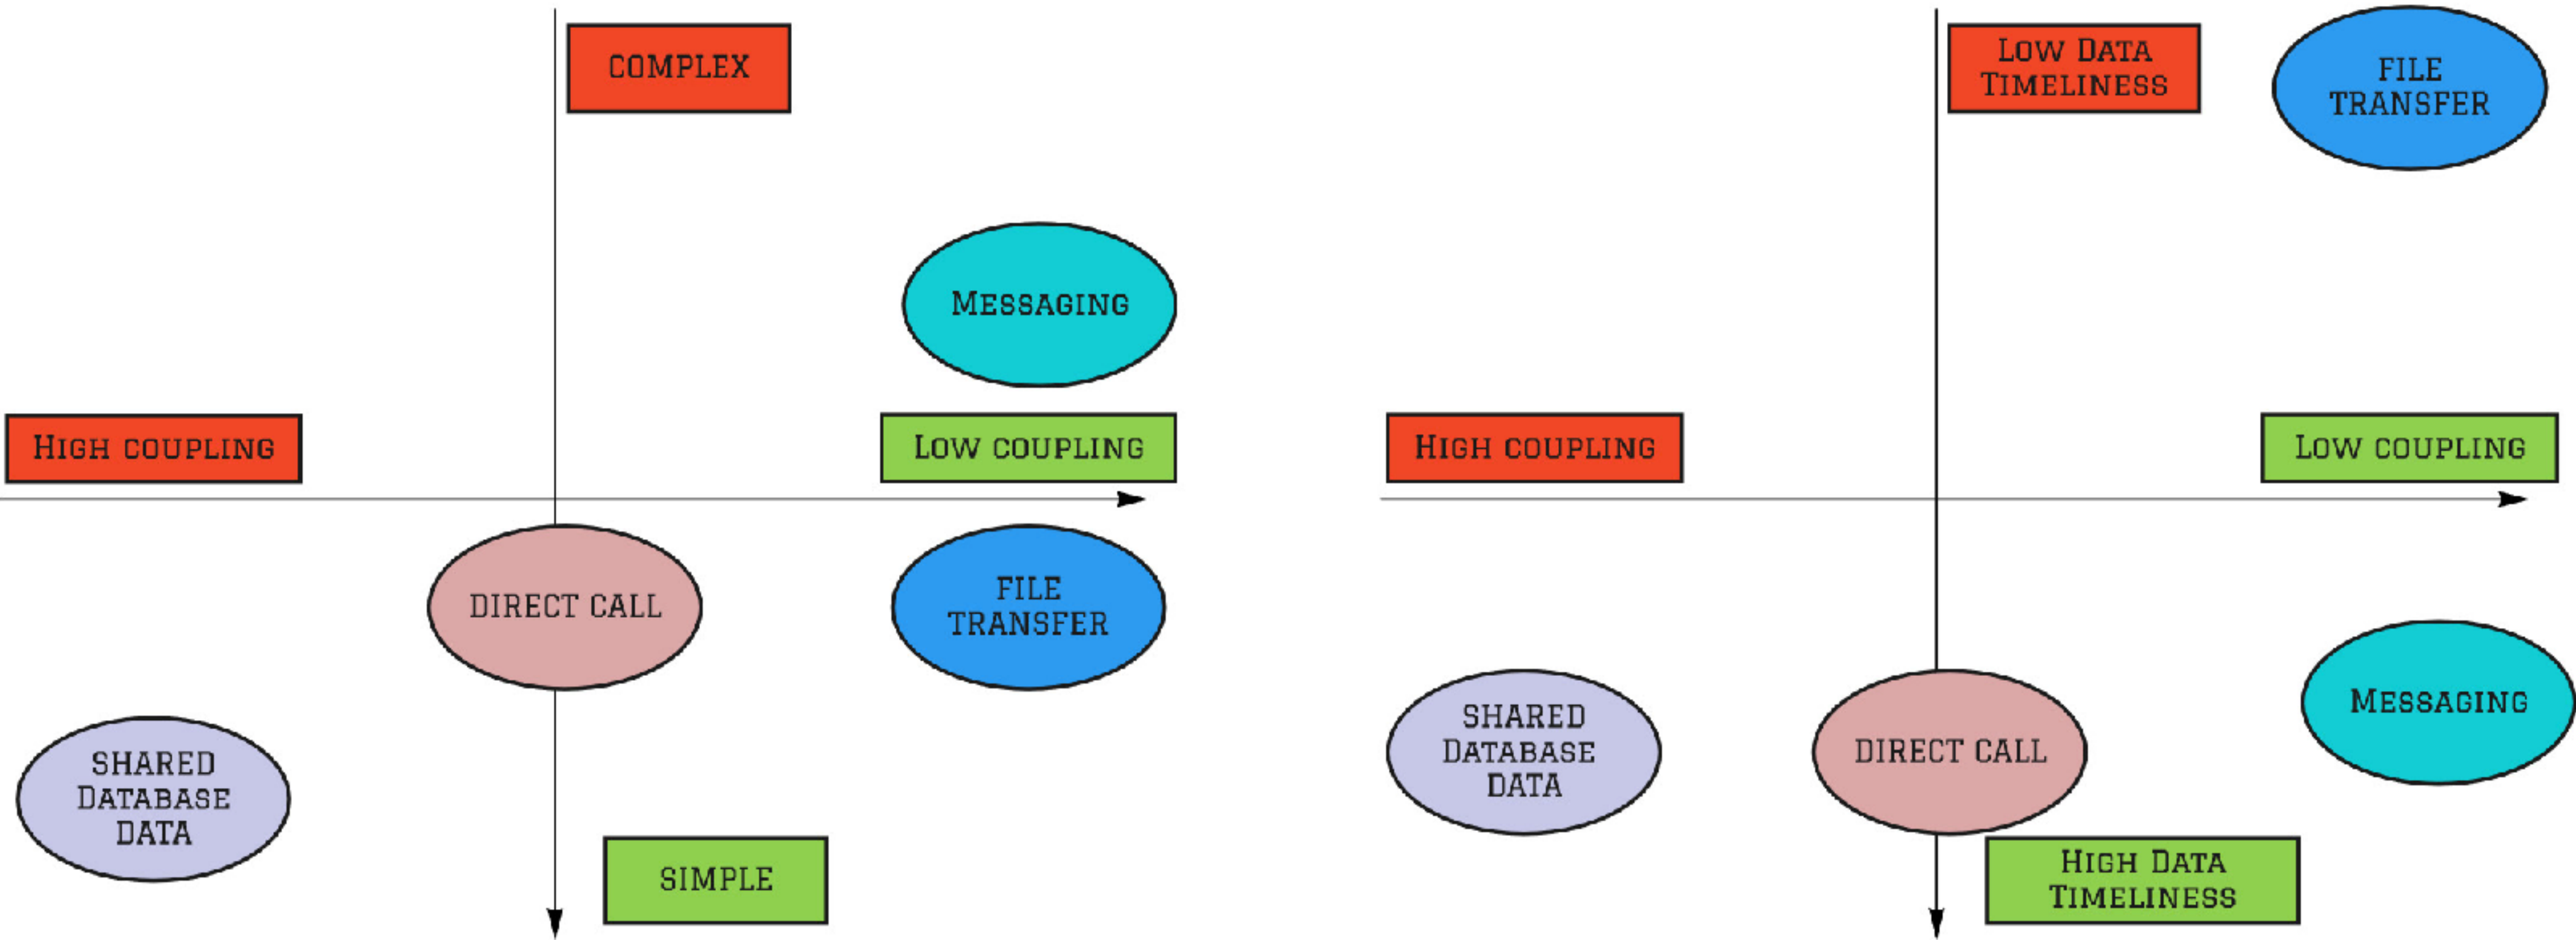 COMPLEX
Messaging
High coupling
Low coupling
DIRECT CALL
FILE
TRANSFER
SHARED
Database
DATA
SIMPLE
Low Data
Timeliness
FILE
TRANSFER
High coupling
Low coupling
SHARED
Database
DATA
DIRECT CALL
Messaging
High Data
Timeliness